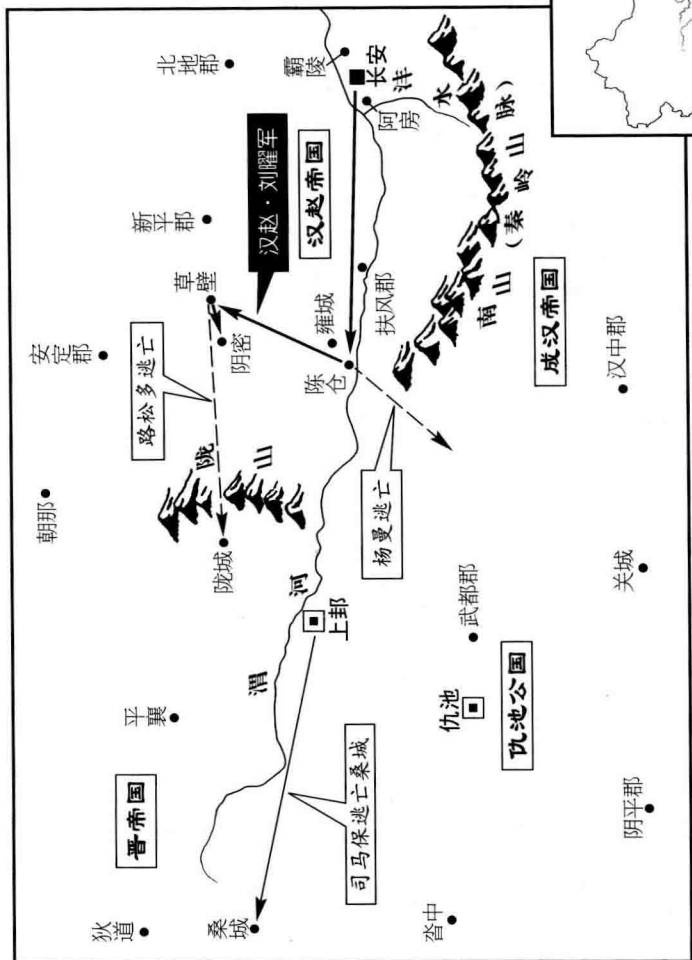 北地郡
霸陵
长安
沣水
阿房
南山（秦岭山脉）
汉赵·刘曜军
汉赵帝国
新平郡
草壁
阴密
雍城
扶风郡
陈仓
安定郡
路松多逃亡
陇山
成汉帝国
汉中郡
杨曼逃亡
朝那
陇城
渭河
上邽
武都郡
关城
平襄
仇池
仇池公国
晋帝国
司马保逃亡桑城
阴平郡
狄道
桑城
沓中